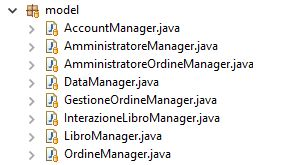 model
AccountManager.java
AmministratoreManager.java
AmministratoreOrdineManager.java
DataManager.java
GestioneOrdineManager.java
InterazioneLibroManager.java
LibroManager.java
OrdineManager.java